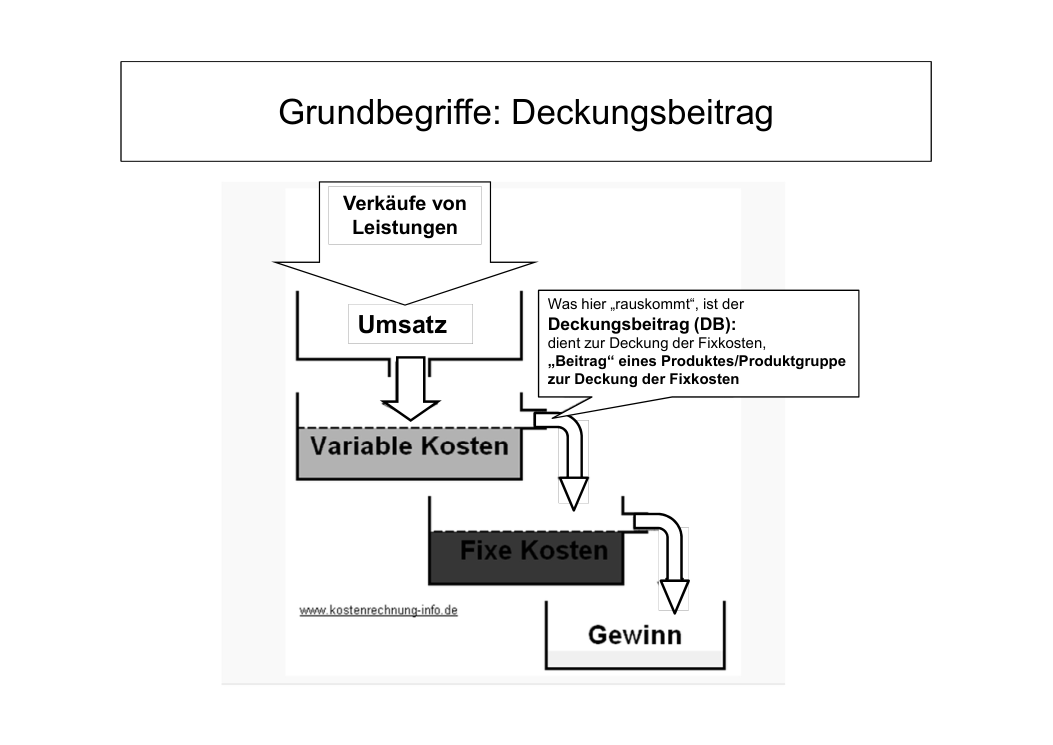 Grundbegriffe: Deckungsbeitrag
Verkäufe von
Leistungen
Umsatz
Was hier „rauskommt“, ist der
Deckungsbeitrag (DB):
dient zur Deckung der Fixkosten,
„Beitrag“ eines Produktes/Produktgruppe
zur Deckung der Fixkosten
Variable Kosten
Fixe Kosten
www.kostenrechnung-info.de
Gewinn